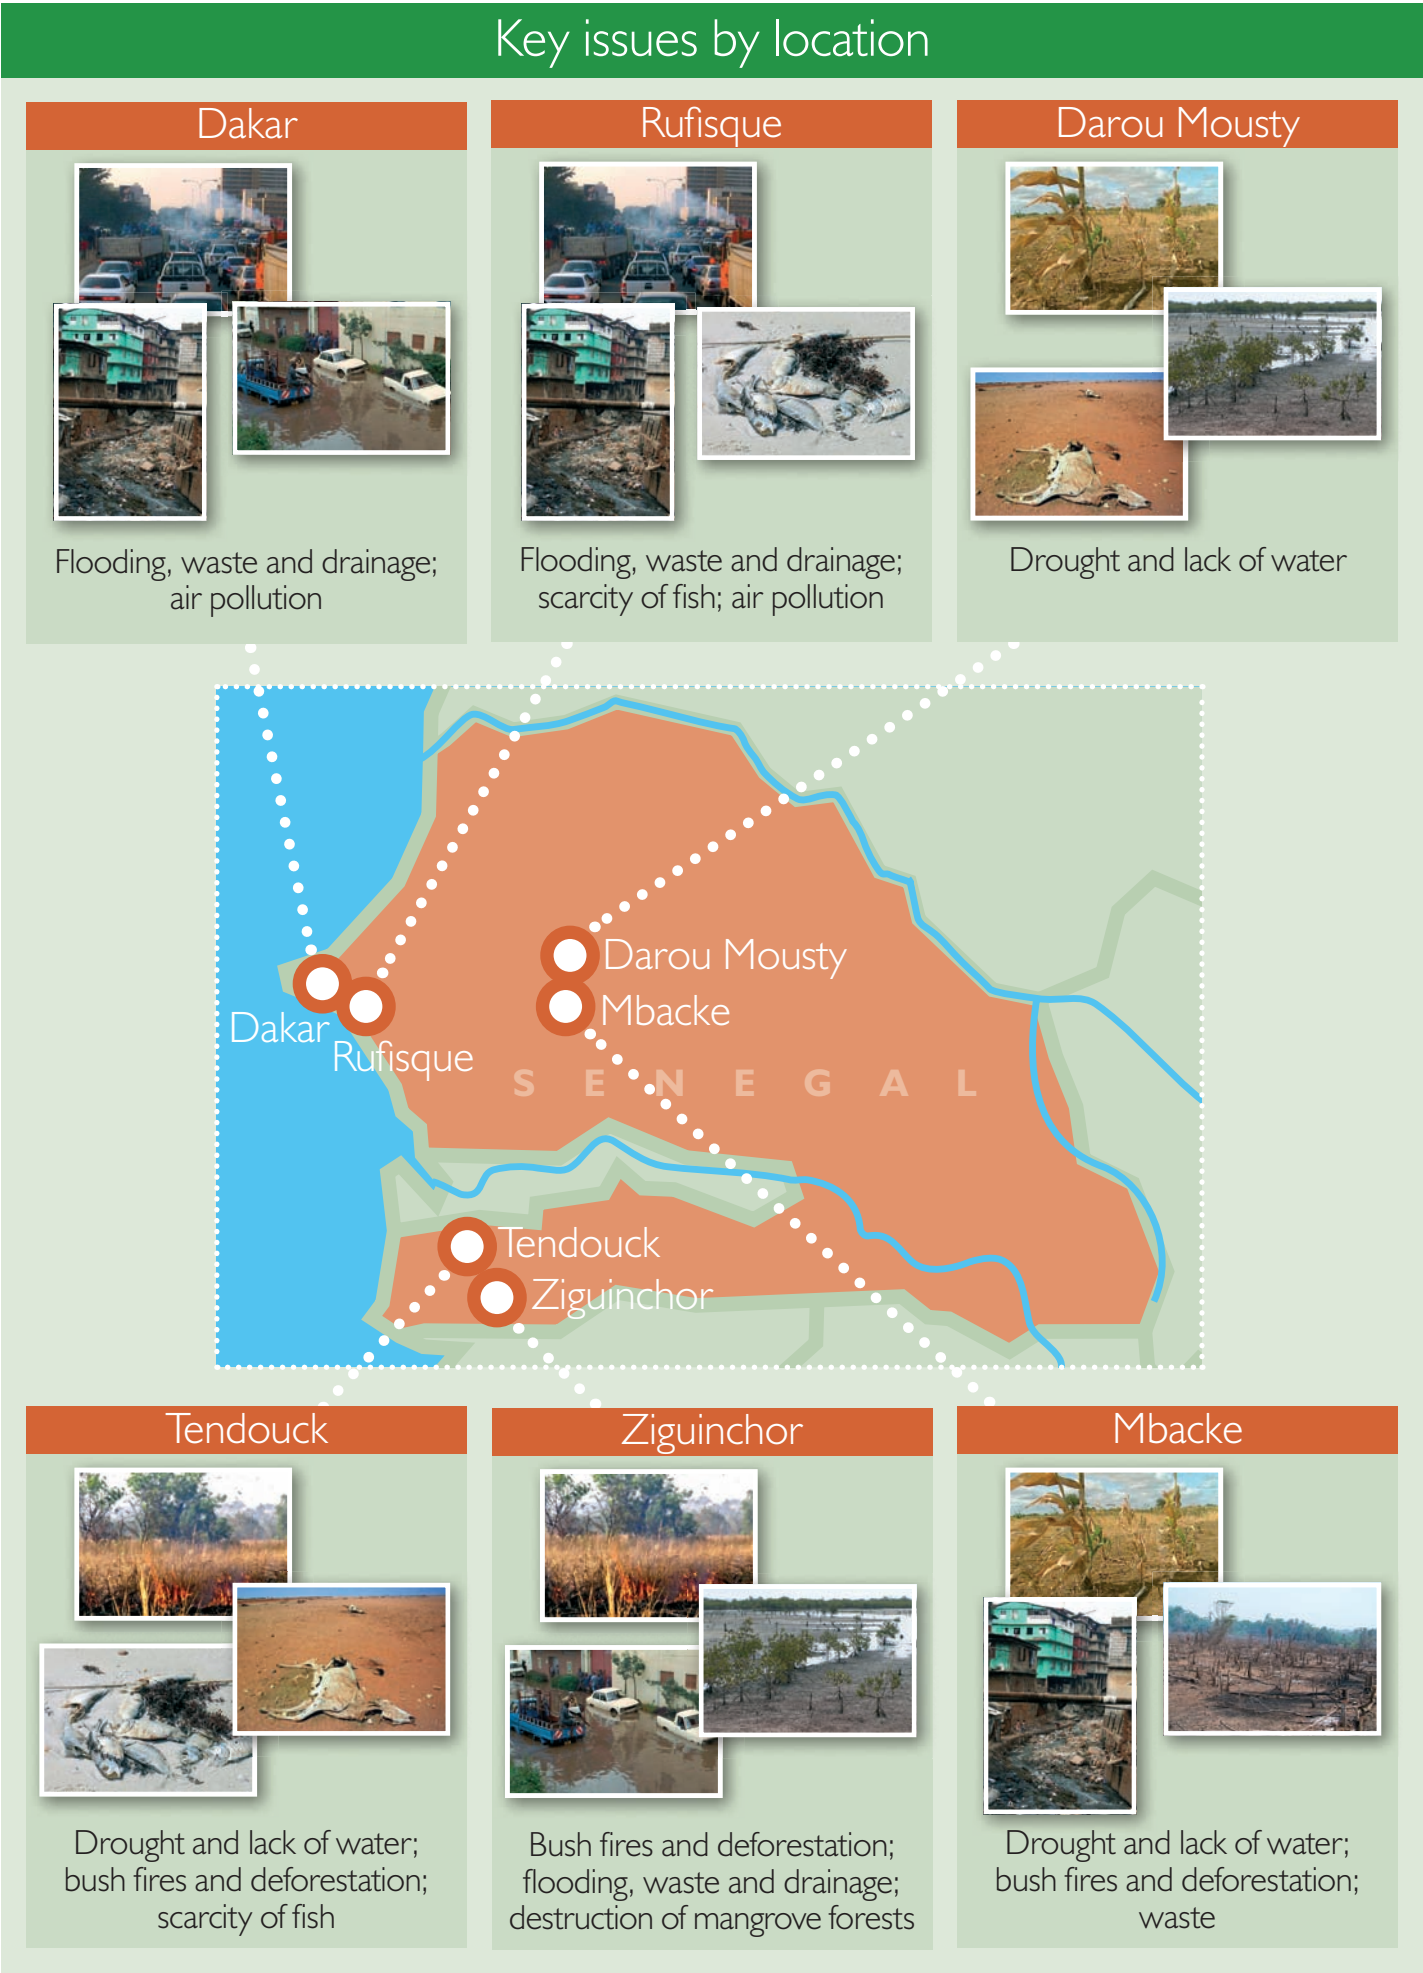 Key issues by location
Dakar
Rufisque
Darou Mousty
Flooding, waste and drainage;
air pollution
Flooding, waste and drainage;
scarcity of fish; air pollution
Drought and lack of water
Darou Mousty
Mbacke
Dakar
Rufisque
SENEGAL
Tendouck
Ziguinchor
Tendouck
Ziguinchor
Mbacke
Drought and lack of water;
bush fires and deforestation;
scarcity of fish
Bush fires and deforestation;
flooding, waste and drainage;
destruction of mangrove forests
Drought and lack of water;
bush fires and deforestation;
waste